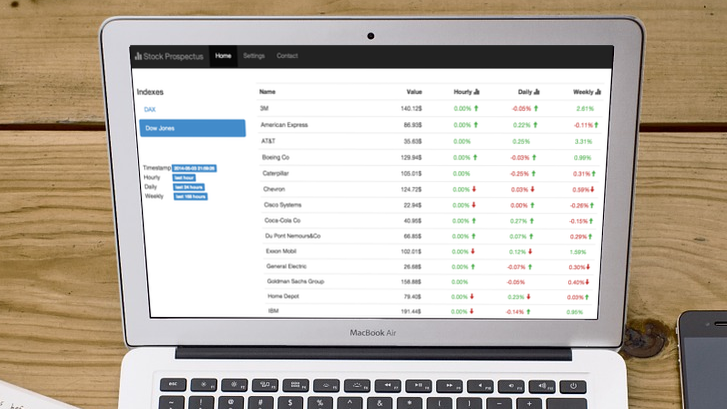 Stock Prospectus Home Settings Contact
Indexes
DAX
Dow Jones
Timestamp
Hourly last hour
Daily last 24 hours
Weekly last 168 hours
Name Value Hourly Daily Weekly
3M 140.12$ 0.00% -0.05% 2.61%
American Express 86.93$ 0.00% 0.22% -0.11%
AT&T 35.63$ 0.00% 0.25% 3.31%
Boeing Co 129.94$ 0.00% -0.03% 0.99%
Caterpillar 105.01$ 0.00% -0.25% 0.31%
Chevron 124.72$ 0.00% 0.03% 0.59%
Cisco Systems 22.94$ 0.00% 0.00% -0.26%
Coca-Cola Co 40.95$ 0.00% 0.27% -0.15%
Du Pont Nemours&Co 66.85$ 0.00% 0.07% 0.29%
Exxon Mobil 102.01$ 0.00% 0.12% 1.59%
General Electric 26.68$ 0.00% -0.07% 0.30%
Goldman Sachs Group 158.88$ 0.00% -0.05% 0.40%
Home Depot 79.40$ 0.00% 0.23% 0.03%
IBM 191.44$ 0.00% -0.14% 0.95%
MacBook Air
esc